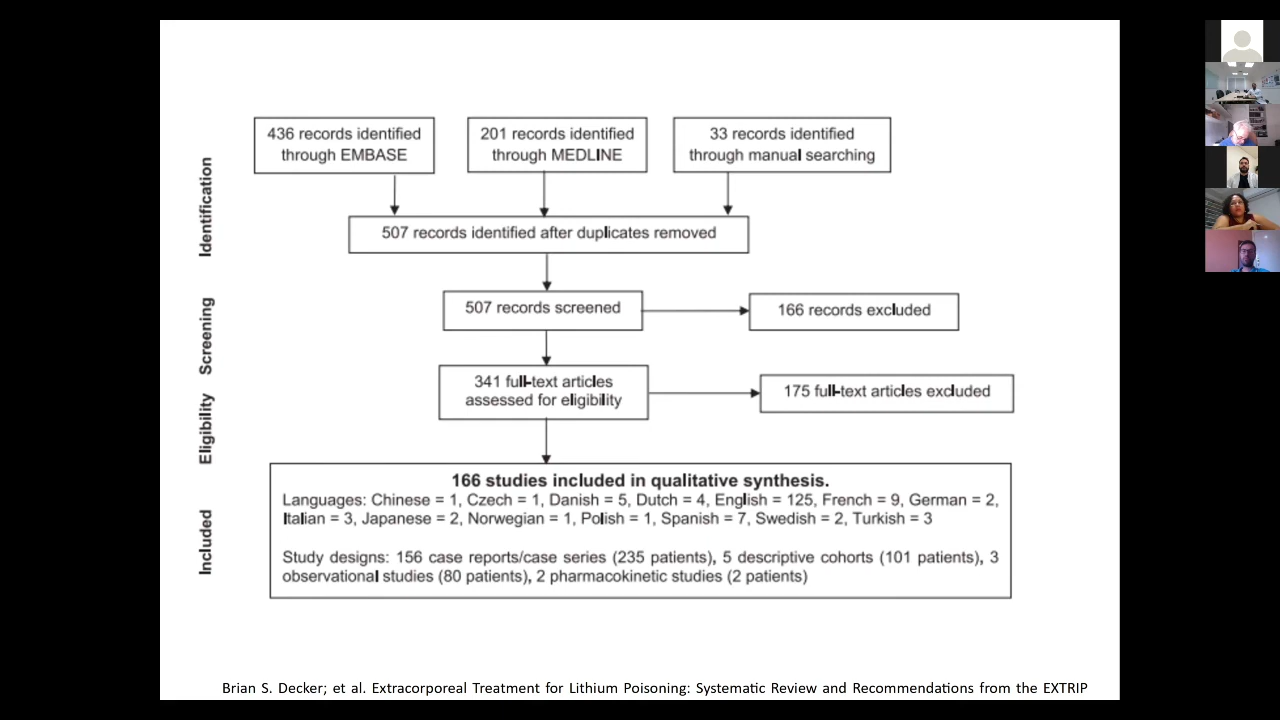 436 records identified
through EMBASE
201 records identified
through MEDLINE
33 records identified
through manual searching
Identification
507 records identified after duplicates removed
Screening
507 records screened
166 records excluded
Eligibility
341 full-text articles
assessed for eligibility
175 full-text articles excluded
Included
166 studies included in qualitative synthesis.
Languages: Chinese = 1, Czech = 1, Danish = 5, Dutch = 4, English = 125, French = 9, German = 2,
Italian = 3, Japanese = 2, Norwegian = 1, Polish = 1, Spanish = 7, Swedish = 2, Turkish = 3
Study designs: 156 case reports/case series (235 patients), 5 descriptive cohorts (101 patients), 3
observational studies (80 patients), 2 pharmacokinetic studies (2 patients)
Brian S. Decker; et al. Extracorporeal Treatment for Lithium Poisoning: Systematic Review and Recommendations from the EXTRIP